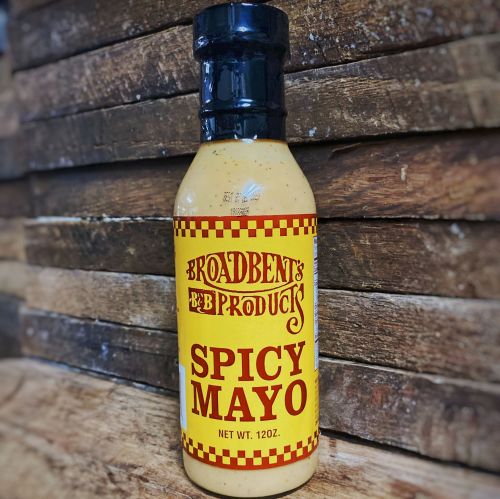 BROADBENT'S
B&B PRODUCTS
SPICY
MAYO
NET WT. 12OZ.